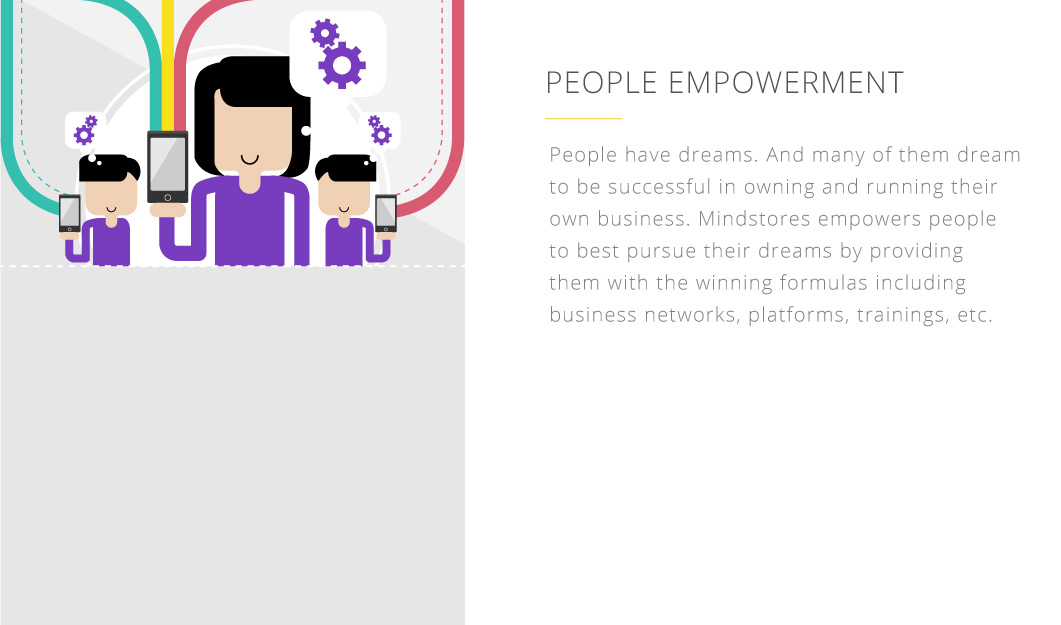 PEOPLE EMPOWERMENT
People have dreams. And many of them dream
to be successful in owning and running their
own business. Mindstores empowers people
to best pursue their dreams by providing
them with the winning formulas including
business networks, platforms, trainings, etc.